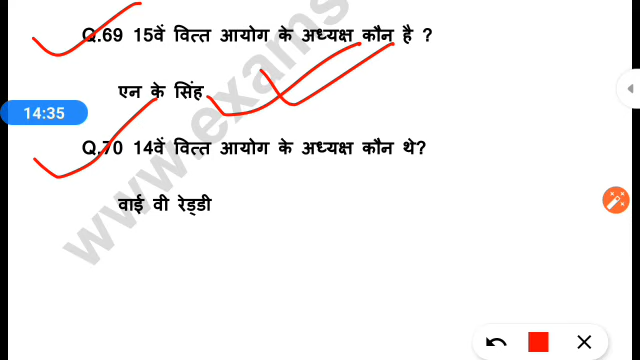 Q.69 15वें वित्त आयोग के अध्यक्ष कौन है ?
एन के सिंह
14:35
Q.70 14वें वित्त आयोग के अध्यक्ष कौन थे?
वाई वी रेड्डी
www.exams